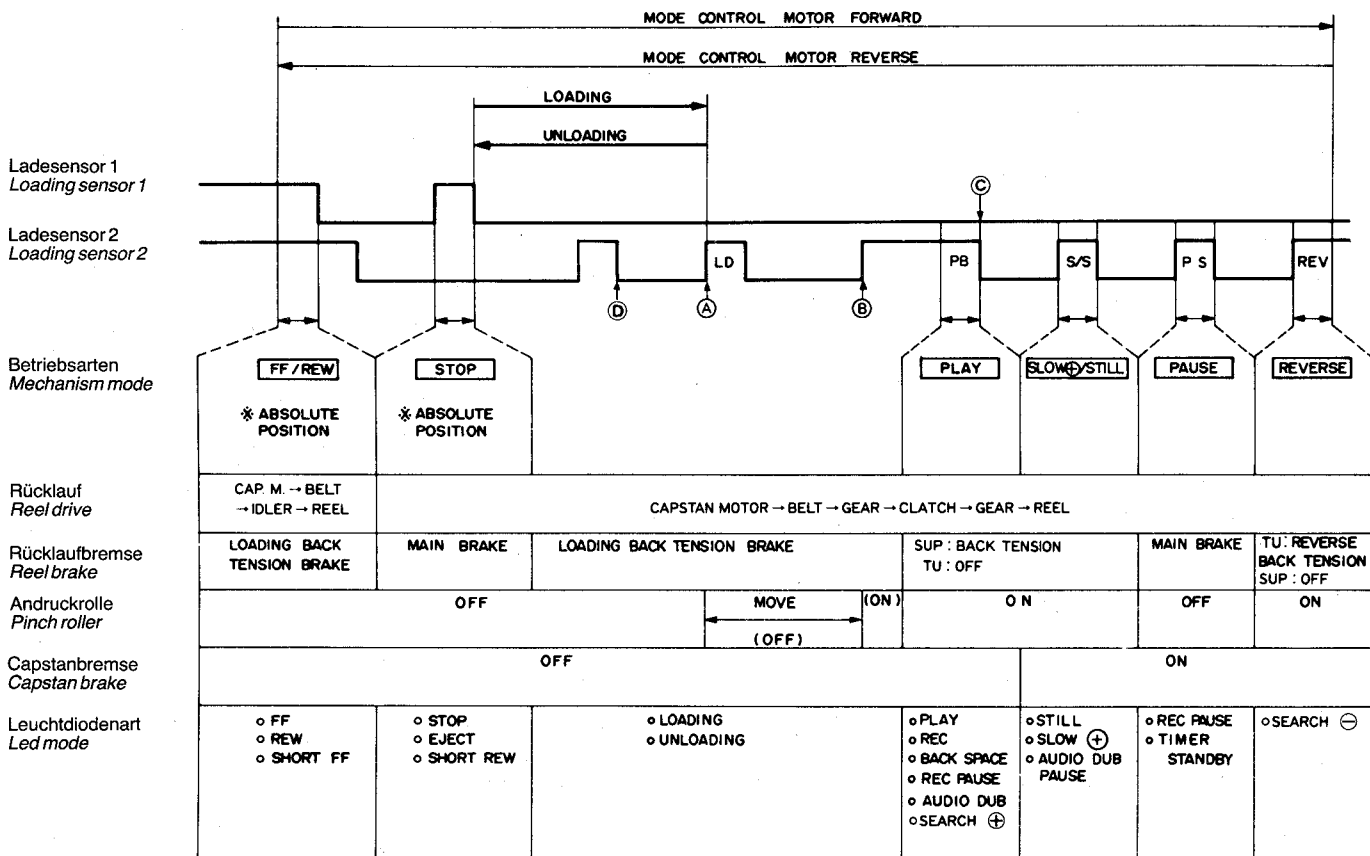 MODE CONTROL MOTOR FORWARD
MODE CONTROL MOTOR REVERSE
LOADING
UNLOADING
Ladesensor 1
Loading sensor 1
C
Ladesensor 2
Loading sensor 2
LD
PB
S/S
PS
REV
D
A
B
Betriebsarten
Mechanism mode
FF/REW
STOP
PLAY
SLOW⊕/STILL
PAUSE
REVERSE
※ ABSOLUTE
POSITION
※ ABSOLUTE
POSITION
Rücklauf
Reel drive
CAP. M. → BELT
→ IDLER → REEL
CAPSTAN MOTOR → BELT → GEAR → CLATCH → GEAR → REEL
Rücklaufbremse
Reel brake
LOADING BACK
TENSION BRAKE
MAIN BRAKE
LOADING BACK TENSION BRAKE
SUP : BACK TENSION
TU : OFF
MAIN BRAKE
TU : REVERSE
BACK TENSION
SUP : OFF
Andruckrolle
Pinch roller
OFF
MOVE
(OFF)
(ON)
ON
OFF
ON
Capstanbremse
Capstan brake
OFF
ON
Leuchtdiodenart
Led mode
○ FF
○ REW
○ SHORT FF
○ STOP
○ EJECT
○ SHORT REW
○ LOADING
○ UNLOADING
○ PLAY
○ REC
○ BACK SPACE
○ REC PAUSE
○ AUDIO DUB
○ SEARCH ⊕
○ STILL
○ SLOW ⊕
○ AUDIO DUB
PAUSE
○ REC PAUSE
○ TIMER
STANDBY
○ SEARCH ⊖